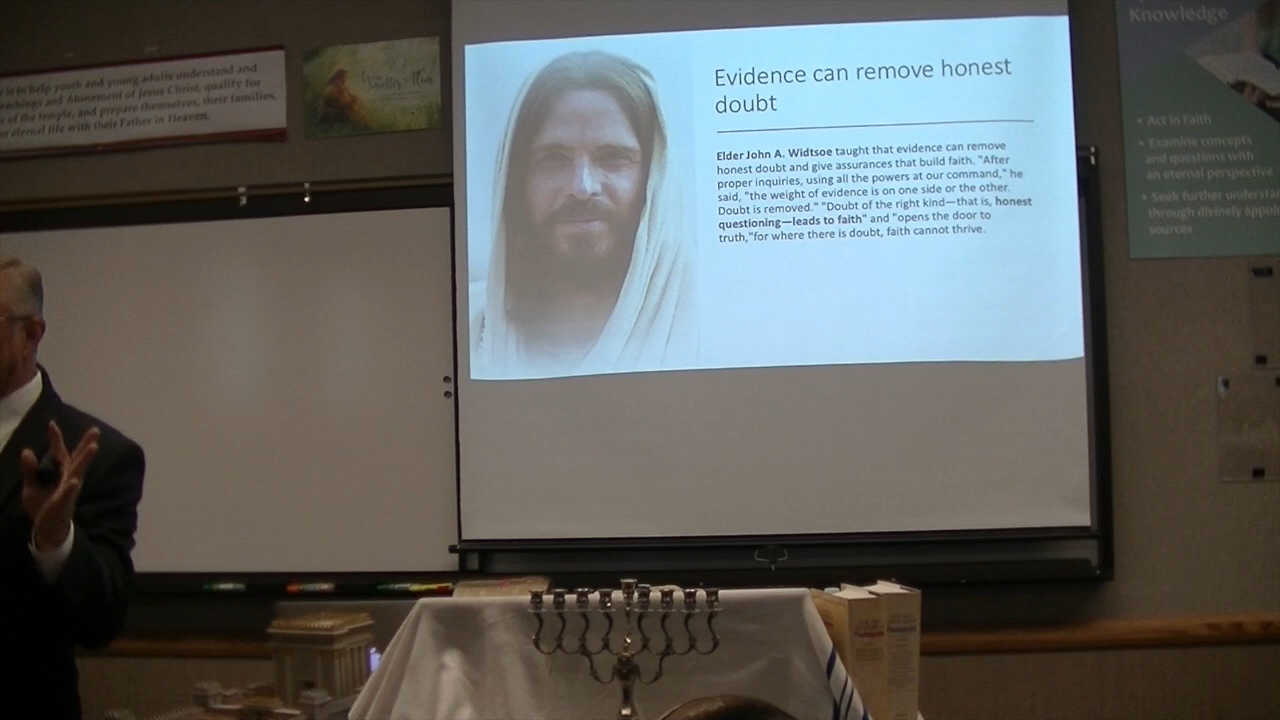 is to help youth and young adults understand and
teachings and Atonement of Jesus Christ, qualify for
of the temple, and prepare themselves, their families,
eternal life with their Father in Heaven.
Evidence can remove honest
doubt
Elder John A. Widtsoe taught that evidence can remove
honest doubt and give assurances that build faith. "After
proper inquiries, using all the powers at our command," he
said, "the weight of evidence is on one side or the other.
Doubt is removed." "Doubt of the right kind—that is, honest
questioning—leads to faith" and "opens the door to
truth,"for where there is doubt, faith cannot thrive.
Knowledge
• Act in Faith
• Examine concepts
and questions with
an eternal perspective
• Seek further understa
through divinely appoi
sources